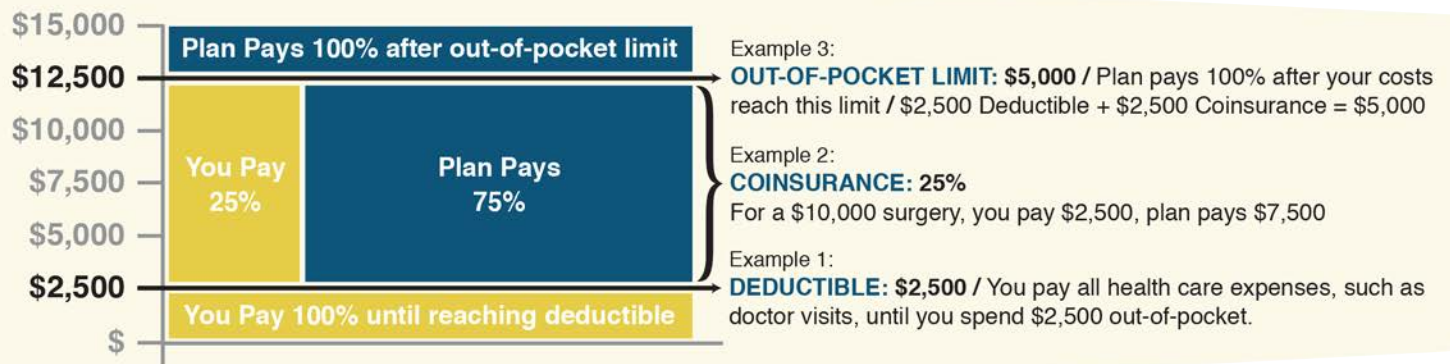 $15,000
Plan Pays 100% after out-of-pocket limit
$12,500
$10,000
$7,500
You Pay
25%
Plan Pays
75%
$5,000
$2,500
You Pay 100% until reaching deductible
$
Example 3:
OUT-OF-POCKET LIMIT: $5,000 / Plan pays 100% after your costs
reach this limit / $2,500 Deductible + $2,500 Coinsurance = $5,000
Example 2:
COINSURANCE: 25%
For a $10,000 surgery, you pay $2,500, plan pays $7,500
Example 1:
DEDUCTIBLE: $2,500 / You pay all health care expenses, such as
doctor visits, until you spend $2,500 out-of-pocket.